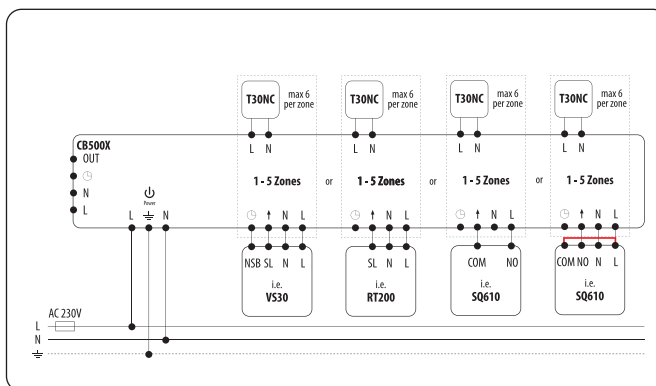 T30NC max 6 per zone T30NC max 6 per zone T30NC max 6 per zone T30NC max 6 per zone
CB500X
OUT
L N L N L N L N
N
L
1 - 5 Zones or 1 - 5 Zones or 1 - 5 Zones or 1 - 5 Zones
Power
L N
N L N L N L N L
NSB SL N L SL N L COM NO COM NO N L
i.e. i.e. i.e. i.e.
VS30 RT200 SQ610 SQ610
AC 230V
L
N